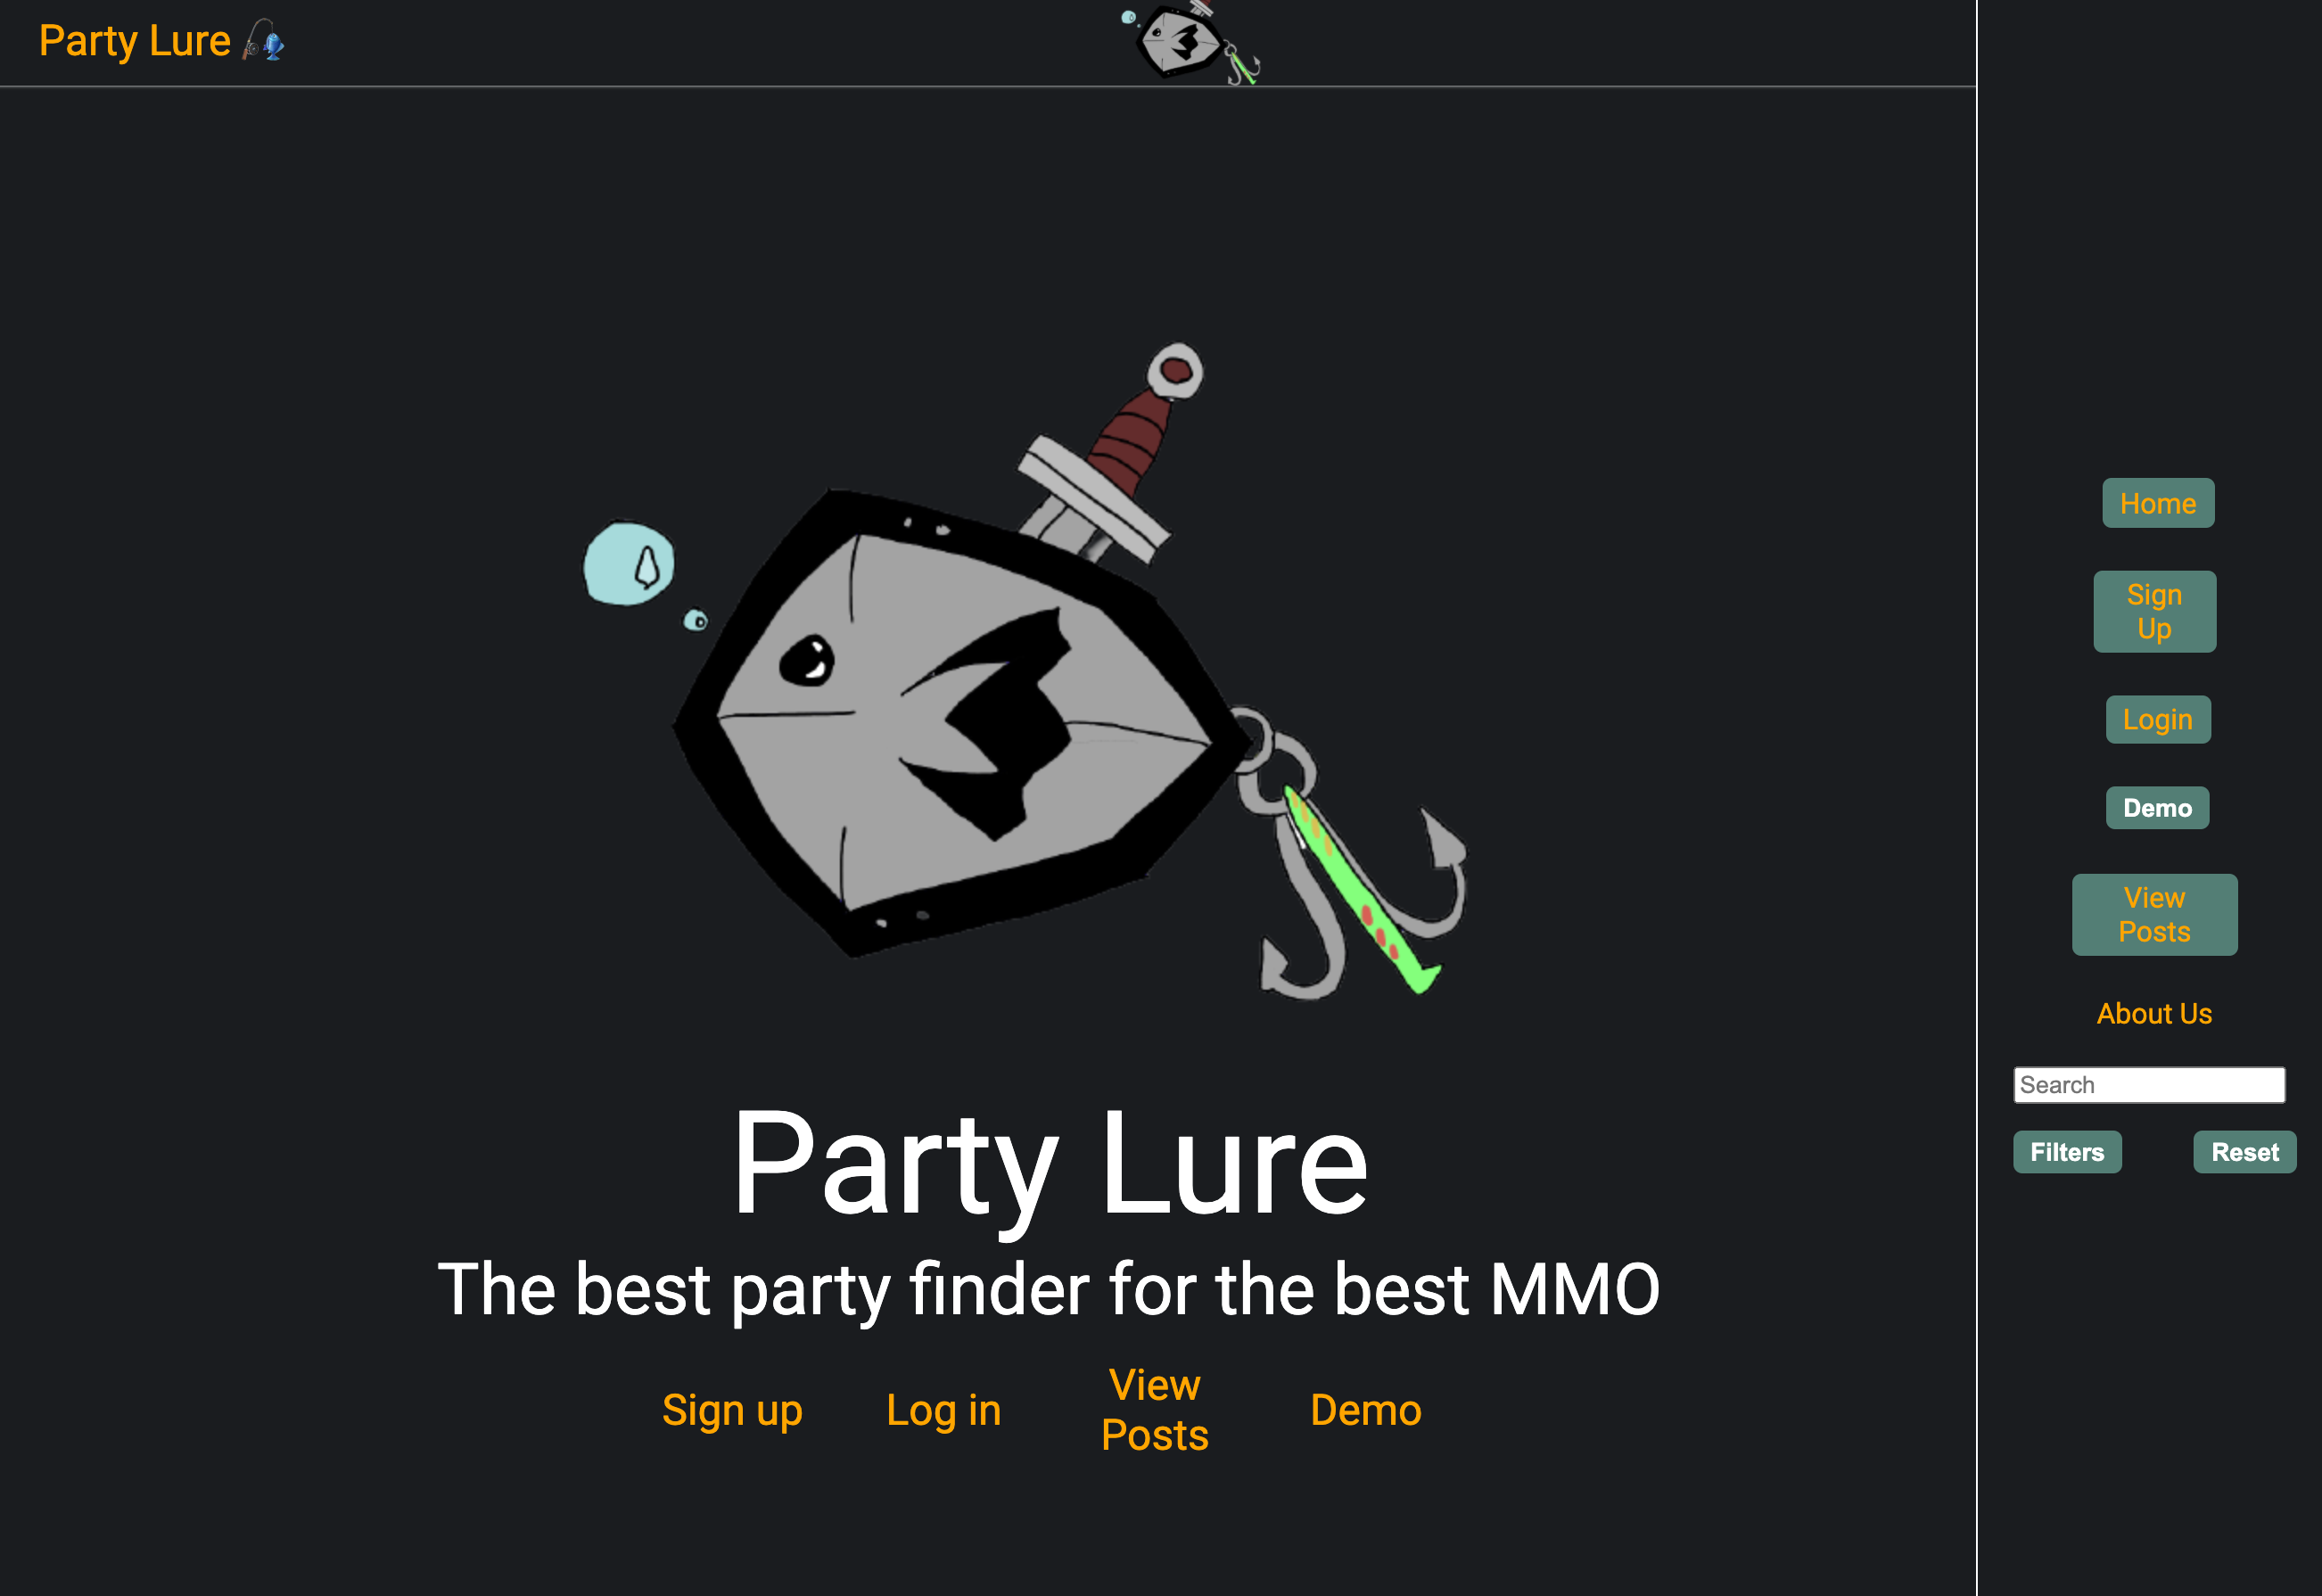 Party Lure
Party Lure
The best party finder for the best MMO
Sign up
Log in
View
Posts
Demo
Home
Sign
Up
Login
Demo
View
Posts
About Us
Search
Filters
Reset